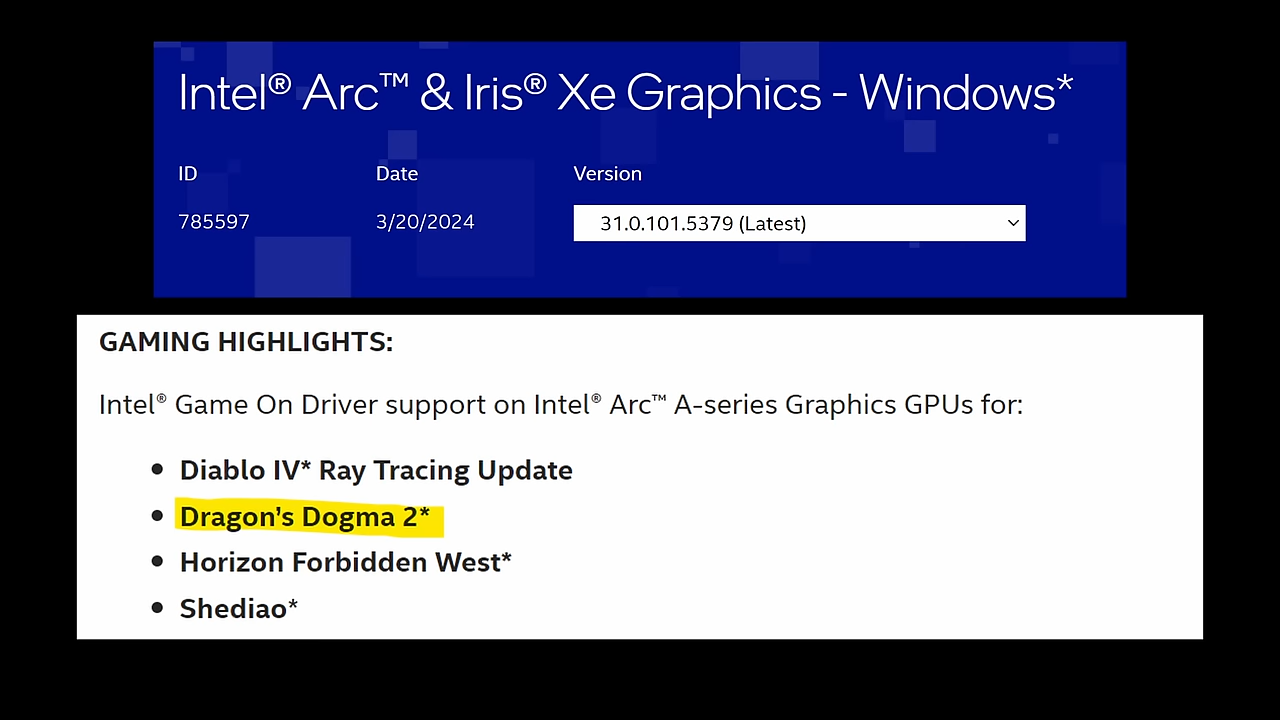 Intel® Arc™ & Iris® Xe Graphics - Windows*
ID Date Version
785597 3/20/2024 31.0.101.5379 (Latest)
GAMING HIGHLIGHTS:
Intel® Game On Driver support on Intel® Arc™ A-series Graphics GPUs for:
• Diablo IV* Ray Tracing Update
• Dragon’s Dogma 2*
• Horizon Forbidden West*
• Shediao*